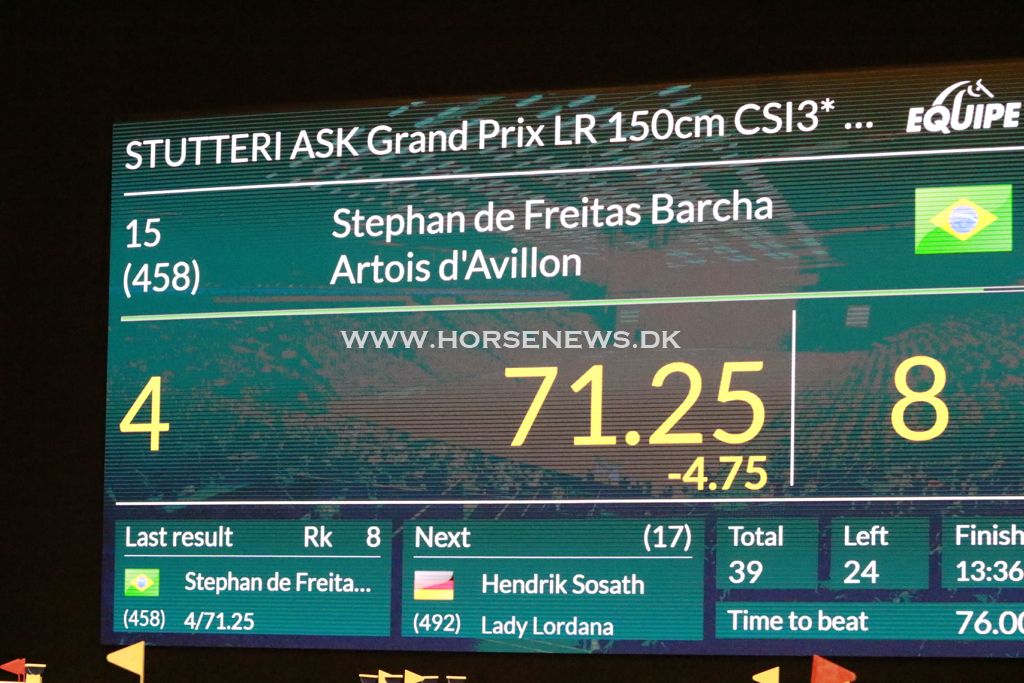 STUTTERI ASK Grand Prix LR 150cm CSI3* ... EQUIPE
15 Stephan de Freitas Barcha
(458) Artois d'Avillon
WWW.HORSENEWS.DK
4 71.25 8
-4.75
Last result Rk 8
Stephan de Freita...
(458) 4/71.25
Next (17)
Hendrik Sosath
(492) Lady Lordana
Total
39
Left
24
Finish
13:36
Time to beat 76.00